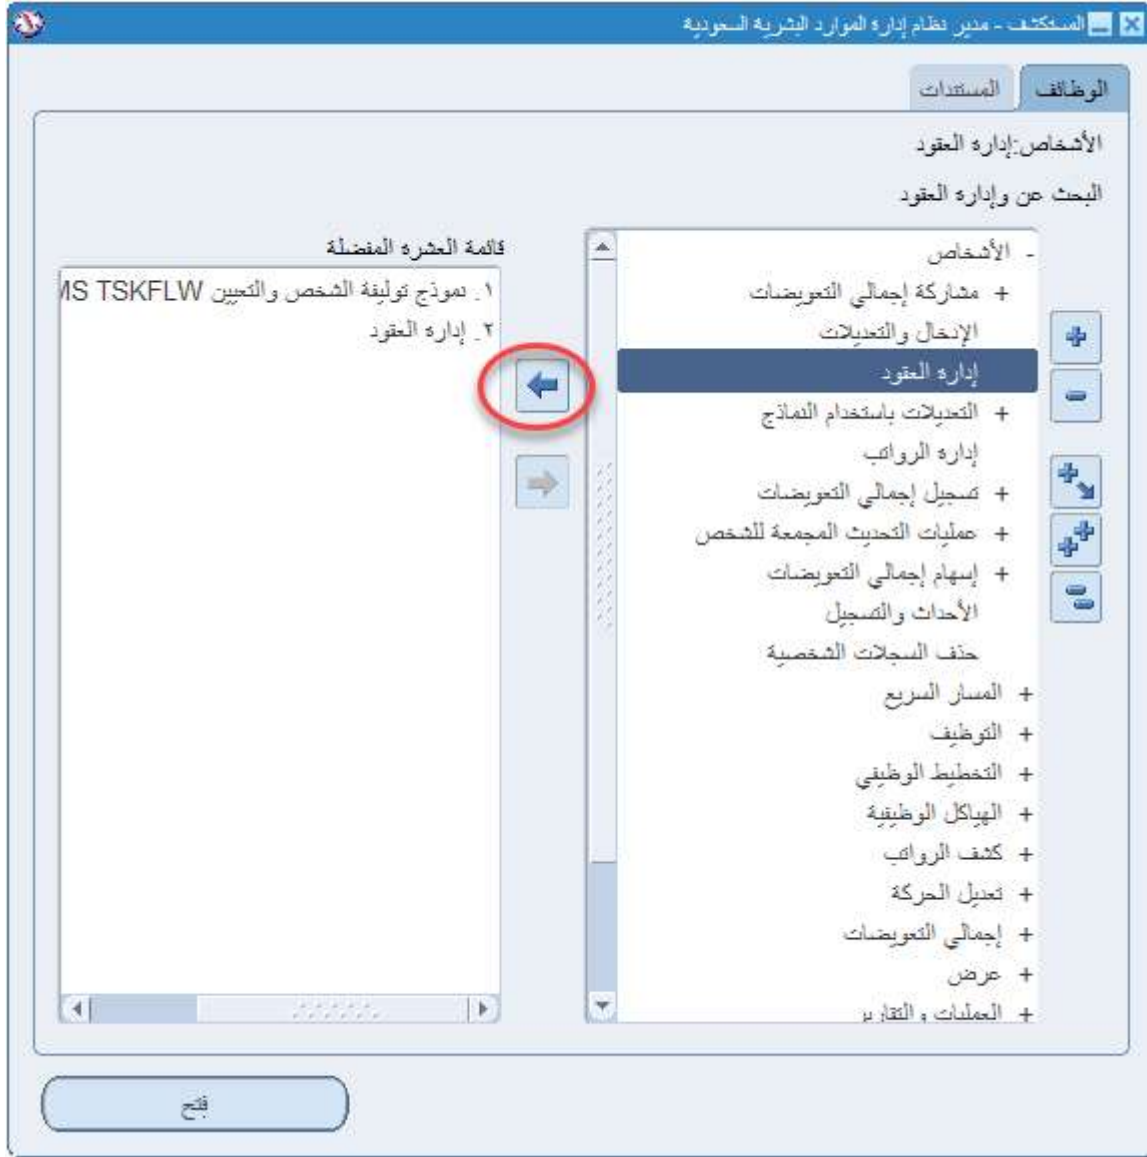 المستكشف - مدير نظام إدارة الموارد البشرية السعودية
الوظائف
المستندات
الأشخاص:إدارة العقود
البحث عن وإدارة العقود
- الأشخاص
+ مشاركة إجمالي التعويضات
الإدخال والتعديلات
إدارة العقود
+ التعديلات باستخدام النماذج
إدارة الرواتب
+ تسجيل إجمالي التعويضات
+ عمليات التحديث المجمعة للشخص
+ إسهام إجمالي التعويضات
الأحداث والتسجيل
حذف السجلات الشخصية
+ المسار السريع
+ التوظيف
+ التخطيط الوظيفي
+ الهياكل الوظيفية
+ كشف الرواتب
+ تعديل الحركة
+ إجمالي التعويضات
+ عرض
+ العمليات والتقارير
قائمة العشرة المفضلة
١. نموذج توليفة الشخص والتعيين MS TSKFLW
٢. إدارة العقود
فتح